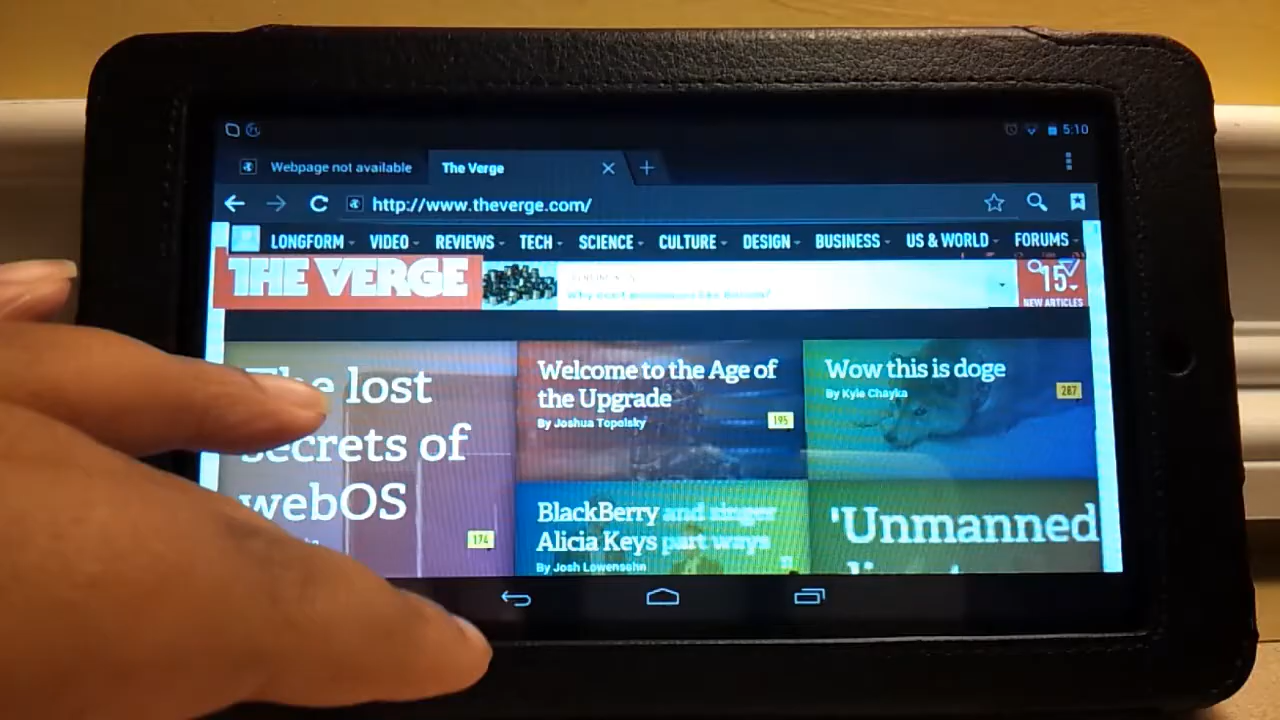 5:10
Webpage not available
The Verge
http://www.theverge.com/
LONGFORM VIDEO REVIEWS TECH SCIENCE CULTURE DESIGN BUSINESS US & WORLD FORUMS
THE VERGE
15
NEW ARTICLES
The lost
secrets of
webOS
174
Welcome to the Age of
the Upgrade
By Joshua Topolsky
195
Wow this is doge
By Kyle Chayka
287
BlackBerry and singer
Alicia Keys part ways
By Josh Lowensohn
'Unmanned